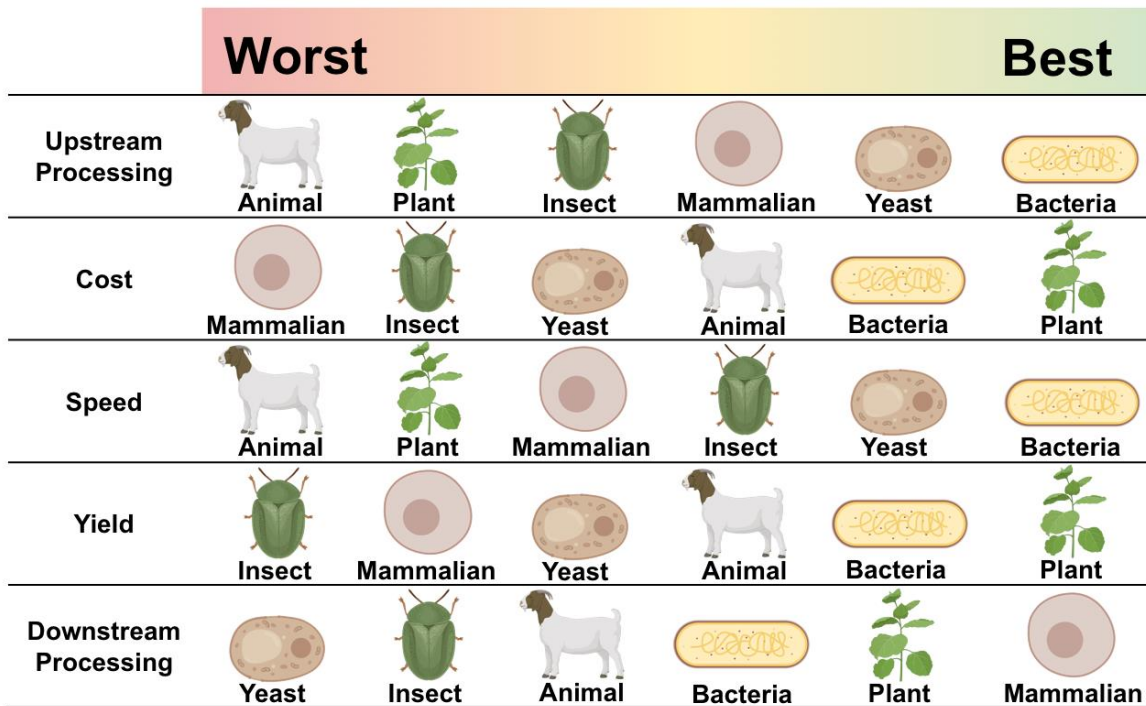 Worst Best
Upstream
Processing
Animal Plant Insect Mammalian Yeast Bacteria
Cost
Mammalian Insect Yeast Animal Bacteria Plant
Speed
Animal Plant Mammalian Insect Yeast Bacteria
Yield
Insect Mammalian Yeast Animal Bacteria Plant
Downstream
Processing
Yeast Insect Animal Bacteria Plant Mammalian